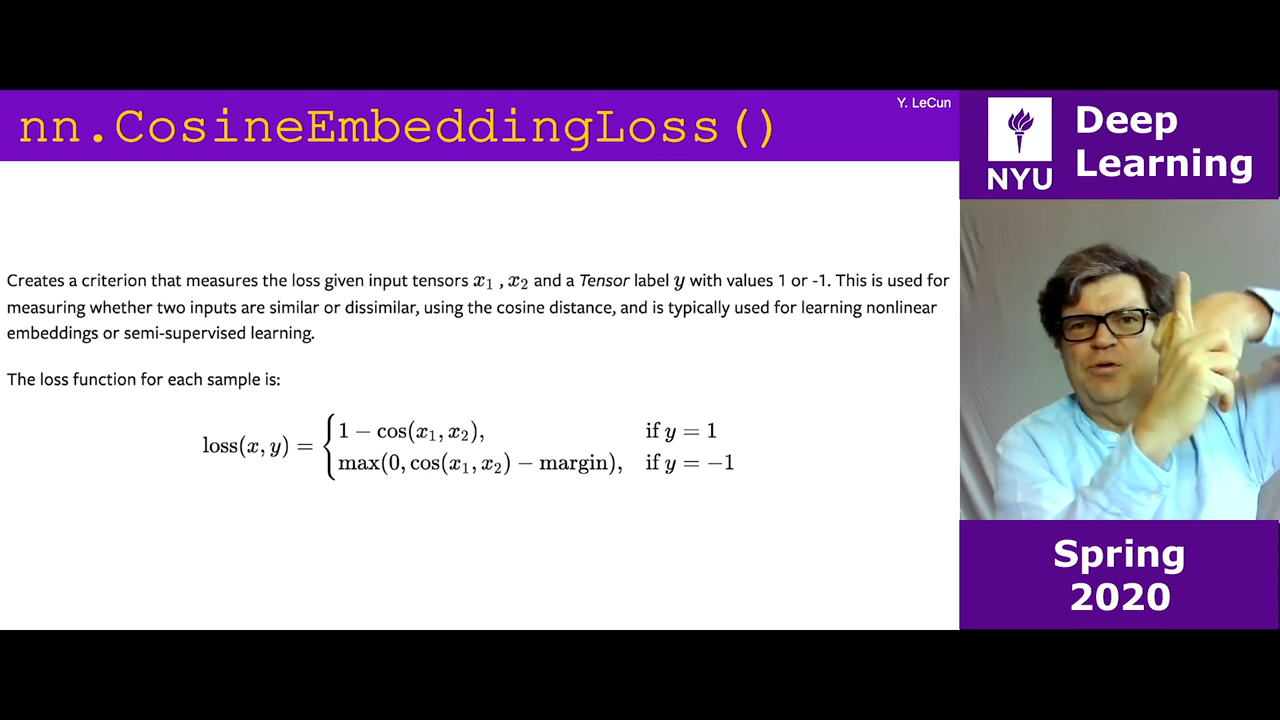 nn.CosineEmbeddingLoss()
Y. LeCun
Creates a criterion that measures the loss given input tensors x₁ , x₂ and a Tensor label y with values 1 or -1. This is used for
measuring whether two inputs are similar or dissimilar, using the cosine distance, and is typically used for learning nonlinear
embeddings or semi-supervised learning.
The loss function for each sample is:
loss(x, y) = { 1 − cos(x₁, x₂), if y = 1
max(0, cos(x₁, x₂) − margin), if y = −1
NYU
Deep
Learning
Spring
2020